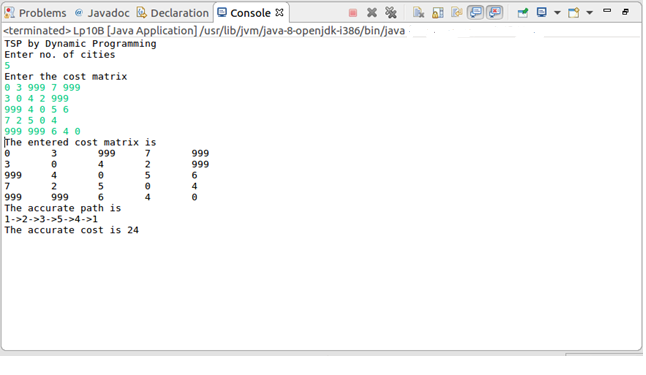 Problems @ Javadoc Declaration Console
<terminated> Lp10B [Java Application] /usr/lib/jvm/java-8-openjdk-i386/bin/java
TSP by Dynamic Programming
Enter no. of cities
5
Enter the cost matrix
0 3 999 7 999
3 0 4 2 999
999 4 0 5 6
7 2 5 0 4
999 999 6 4 0
The entered cost matrix is
0 3 999 7 999
3 0 4 2 999
999 4 0 5 6
7 2 5 0 4
999 999 6 4 0
The accurate path is
1->2->3->5->4->1
The accurate cost is 24